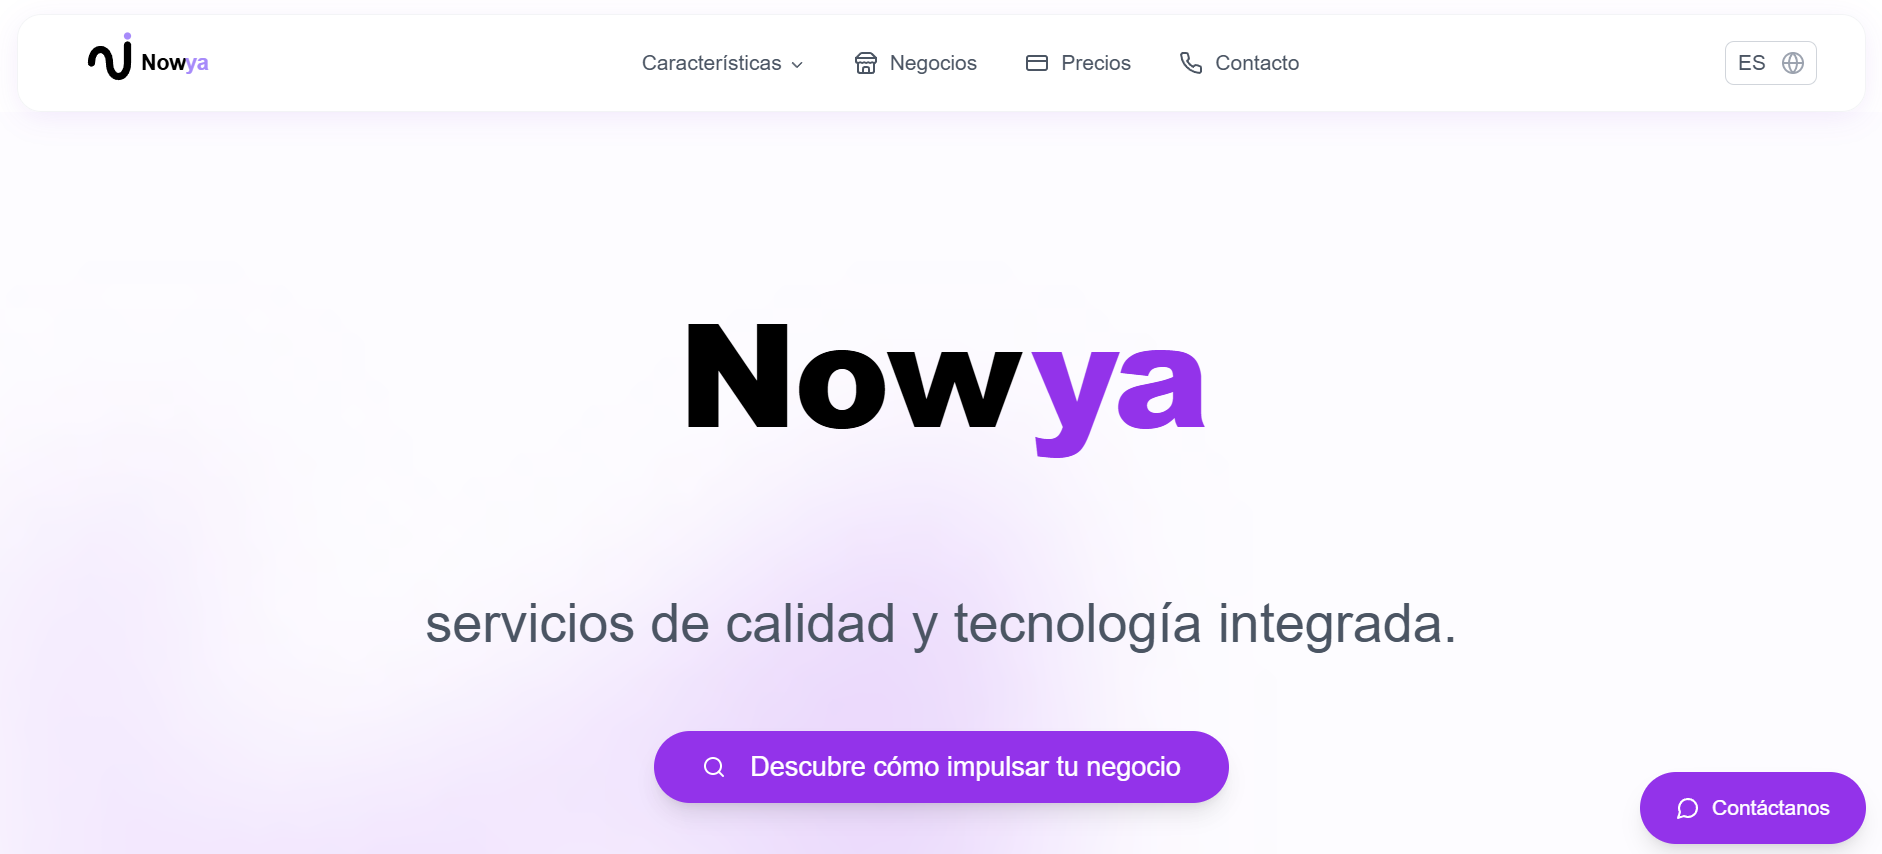 Nowya
Características
Negocios
Precios
Contacto
ES
Nowya
servicios de calidad y tecnología integrada.
Descubre cómo impulsar tu negocio
Contáctanos